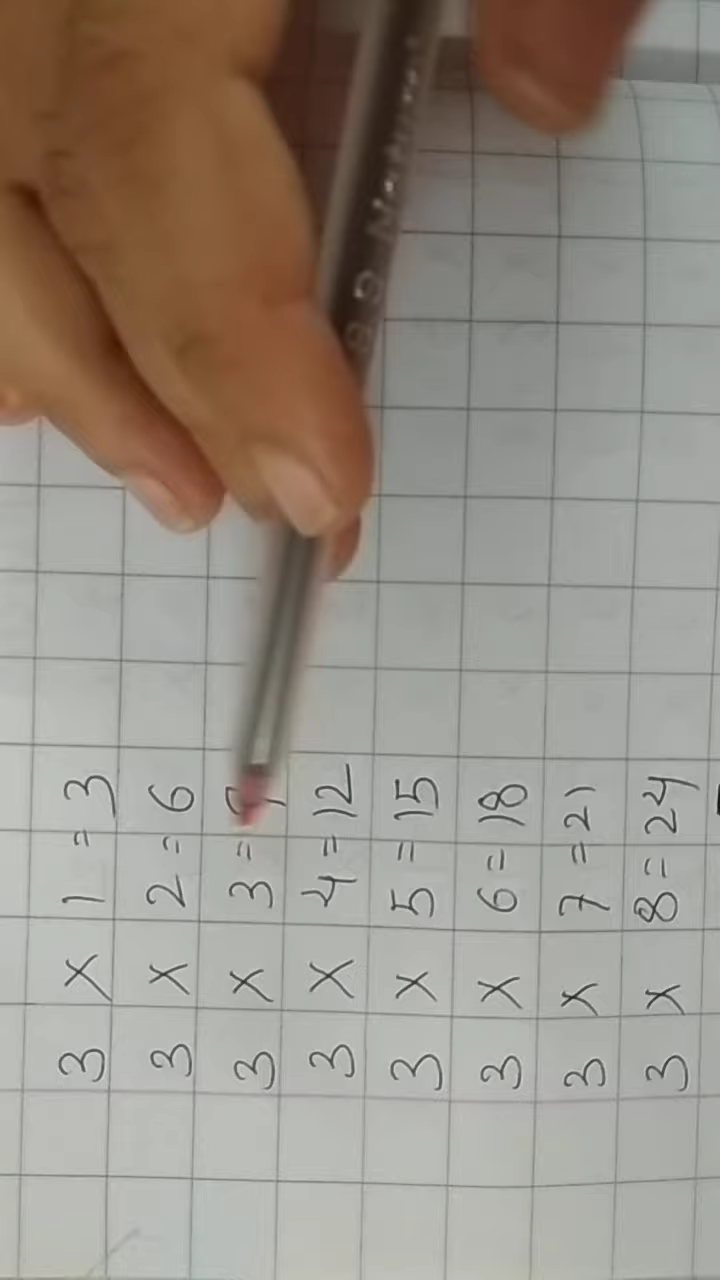 3 x 1 = 3
3 x 2 = 6
3 x 3 =
3 x 4 = 12
3 x 5 = 15
3 x 6 = 18
3 x 7 = 21
3 x 8 = 24